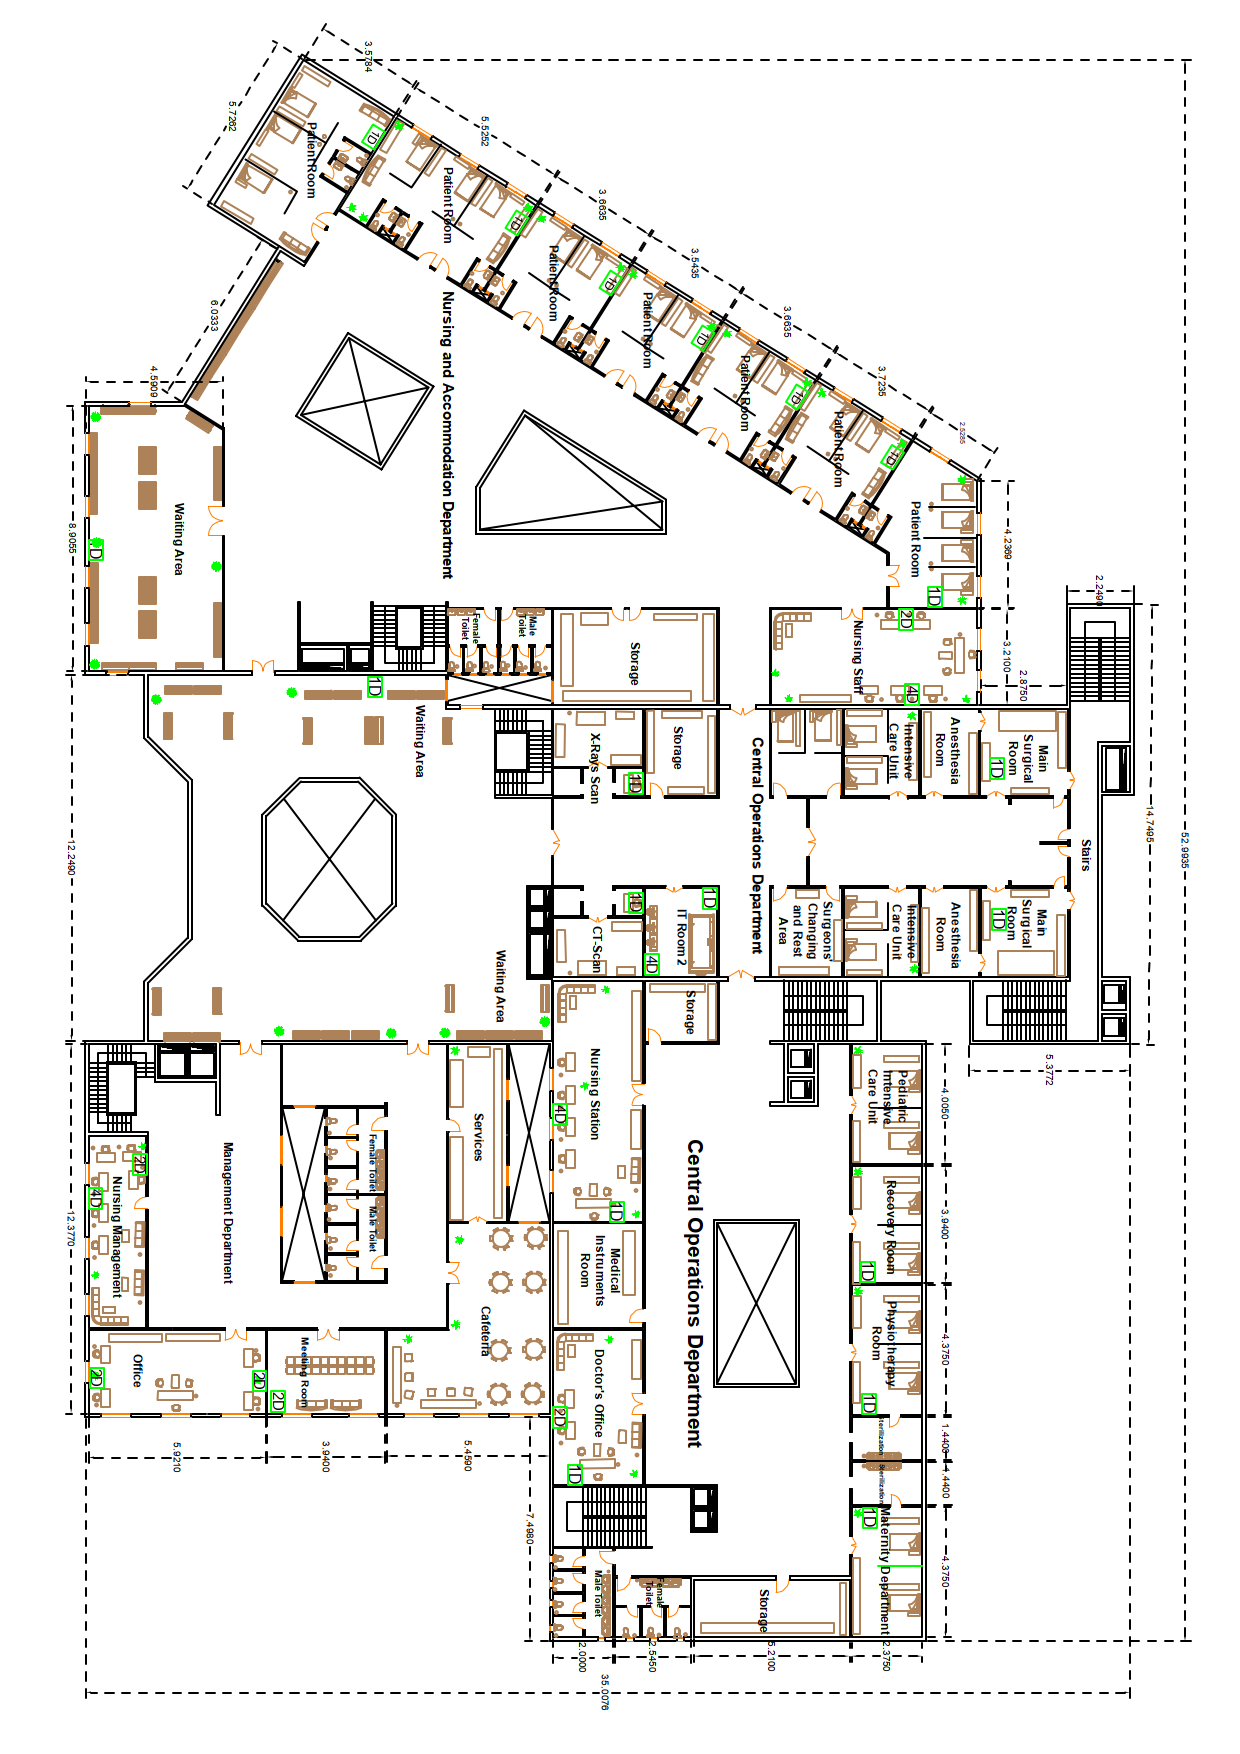 3.5784
5.7262
5.5252
3.6635
3.5435
3.6635
3.7235
2.5285
6.0333
4.5909
8.9055
4.2369
2.2490
3.2100
2.8750
14.7495
52.9935
12.2490
5.3772
12.3770
4.0050
3.9400
4.3750
1.4400
1.4400
4.3750
5.9210
3.9400
5.4590
7.4980
2.0000
2.5450
5.2100
2.3750
35.0076
Patient Room
1D
Patient Room
1D
Patient Room
1D
Patient Room
1D
Patient Room
1D
Patient Room
1D
Patient Room
1D
Nursing and Accommodation Department
Waiting Area
1D
Female
Toilet
Male
Toilet
Storage
Nursing Staff
2D
4D
Waiting Area
1D
X-Rays Scan
1D
Storage
Central Operations Department
Intensive
Care Unit
Anesthesia
Room
Main
Surgical
Room
1D
Stairs
CT-Scan
1D
IT Room 2
1D
4D
Surgeons,
Changing
and Rest
Area
Intensive
Care Unit
Anesthesia
Room
Main
Surgical
Room
1D
Waiting Area
Storage
Nursing Station
4D
1D
Services
Female Toilet
Male Toilet
Management Department
Nursing Management
2D
4D
Office
2D
2D
Meeting Room
2D
Cafeterria
Medical
Instruments
Room
Doctor's Office
2D
1D
Central Operations Department
Pediatric
Intensive
Care Unit
Recovery Room
1D
Physiotherapy
Room
1D
Sterilization
Sterilization
Maternity Department
1D
Male Toilet
Female
Toilet
Storage